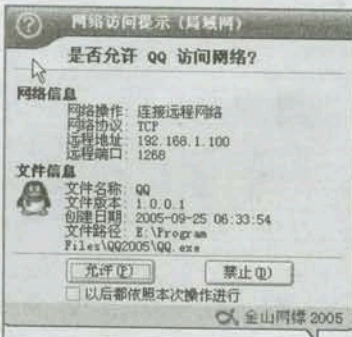 网络访问提示（局域网）
是否允许 QQ 访问网络?
网络信息
网络操作: 连接远程网络
网络协议: TCP
远程地址: 192.168.1.100
远程端口: 1268
文件信息
文件名称: QQ
文件版本: 1.0.0.1
创建日期: 2005-09-25 06:33:54
文件路径: E:\Program
Files\QQ2005\QQ.exe
允许(P) 禁止(D)
以后都依照本次操作进行
金山网镖 2005